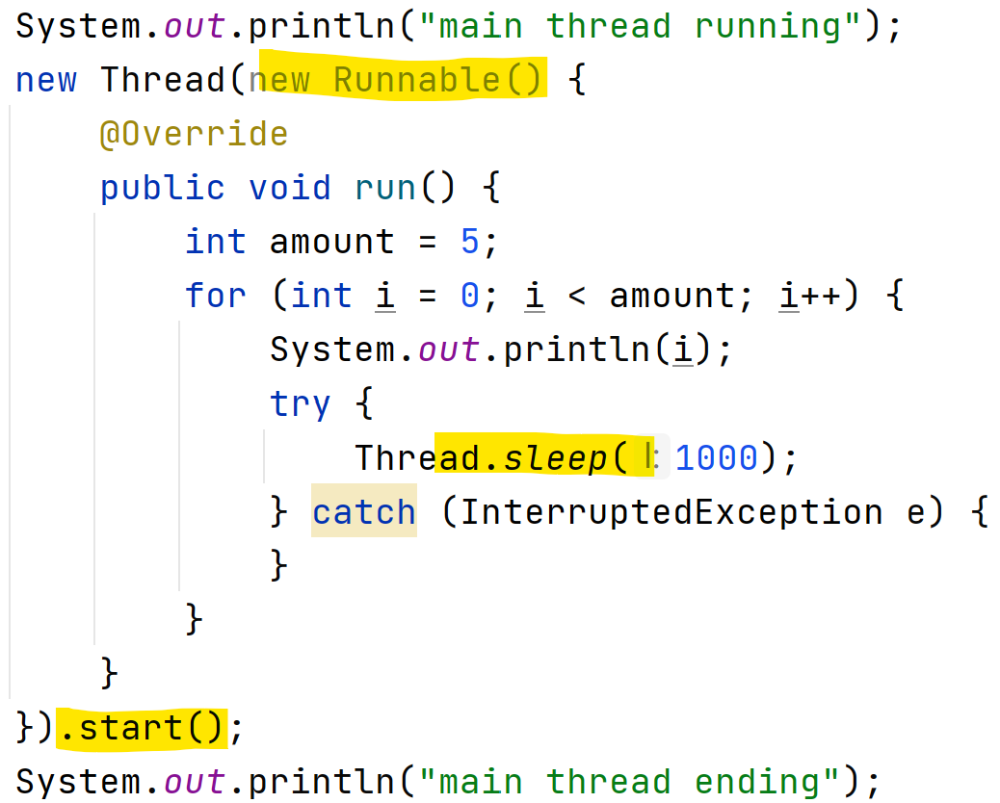 System.out.println("main thread running");
new Thread(new Runnable() {
@Override
public void run() {
int amount = 5;
for (int i = 0; i < amount; i++) {
System.out.println(i);
try {
Thread.sleep( l: 1000);
} catch (InterruptedException e) {
}
}
}
}).start();
System.out.println("main thread ending");